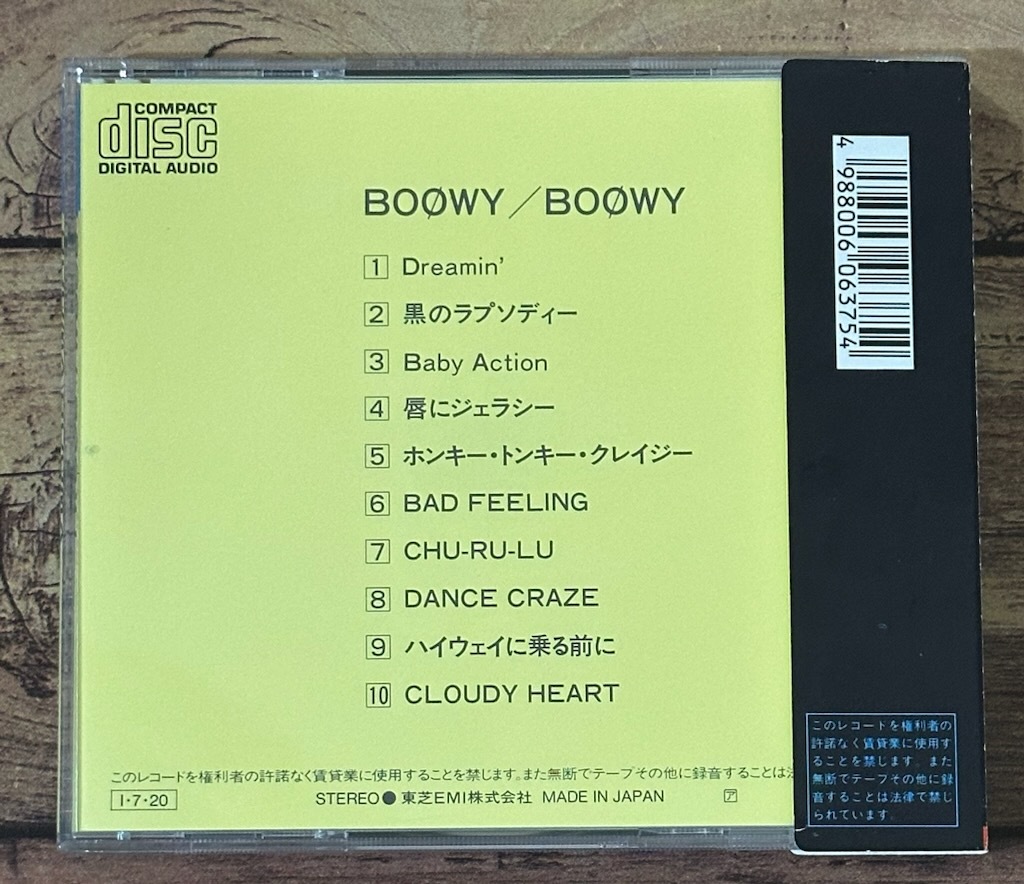 COMPACT
disc
DIGITAL AUDIO
BOØWY／BOØWY
1 Dreamin'
2 黒のラプソディー
3 Baby Action
4 唇にジェラシー
5 ホンキー・トンキー・クレイジー
6 BAD FEELING
7 CHU-RU-LU
8 DANCE CRAZE
9 ハイウェイに乗る前に
10 CLOUDY HEART
このレコードを権利者の許諾なく賃貸業に使用することを禁じます。また無断でテープその他に録音することは法
I・7・20
STEREO● 東芝EMI株式会社 MADE IN JAPAN ア
4 988006 063754
このレコードを権利者の
許諾なく賃貸業に使用す
ることを禁じます。また
無断でテープその他に録
音することは法律で禁じ
られています。